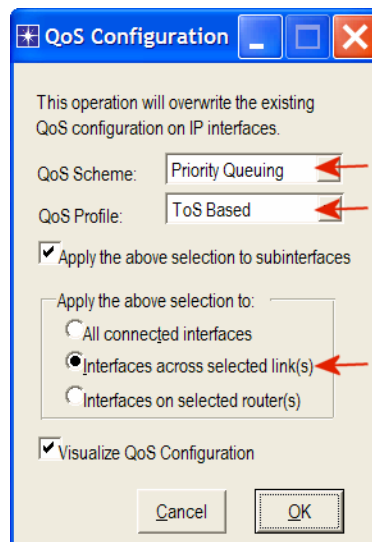 QoS Configuration
This operation will overwrite the existing
QoS configuration on IP interfaces.
QoS Scheme: Priority Queuing
QoS Profile: ToS Based
Apply the above selection to subinterfaces
Apply the above selection to:
All connected interfaces
Interfaces across selected link(s)
Interfaces on selected router(s)
Visualize QoS Configuration
Cancel OK